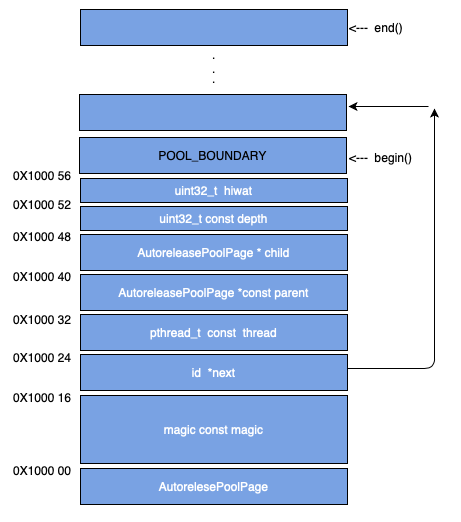 <--- end()
.
.
.
POOL_BOUNDARY <--- begin()
0X1000 56
uint32_t hiwat
0X1000 52
uint32_t const depth
0X1000 48
AutoreleasePoolPage * child
0X1000 40
AutoreleasePoolPage *const parent
0X1000 32
pthread_t const thread
0X1000 24
id *next
0X1000 16
magic const magic
0X1000 00
AutorelesePoolPage